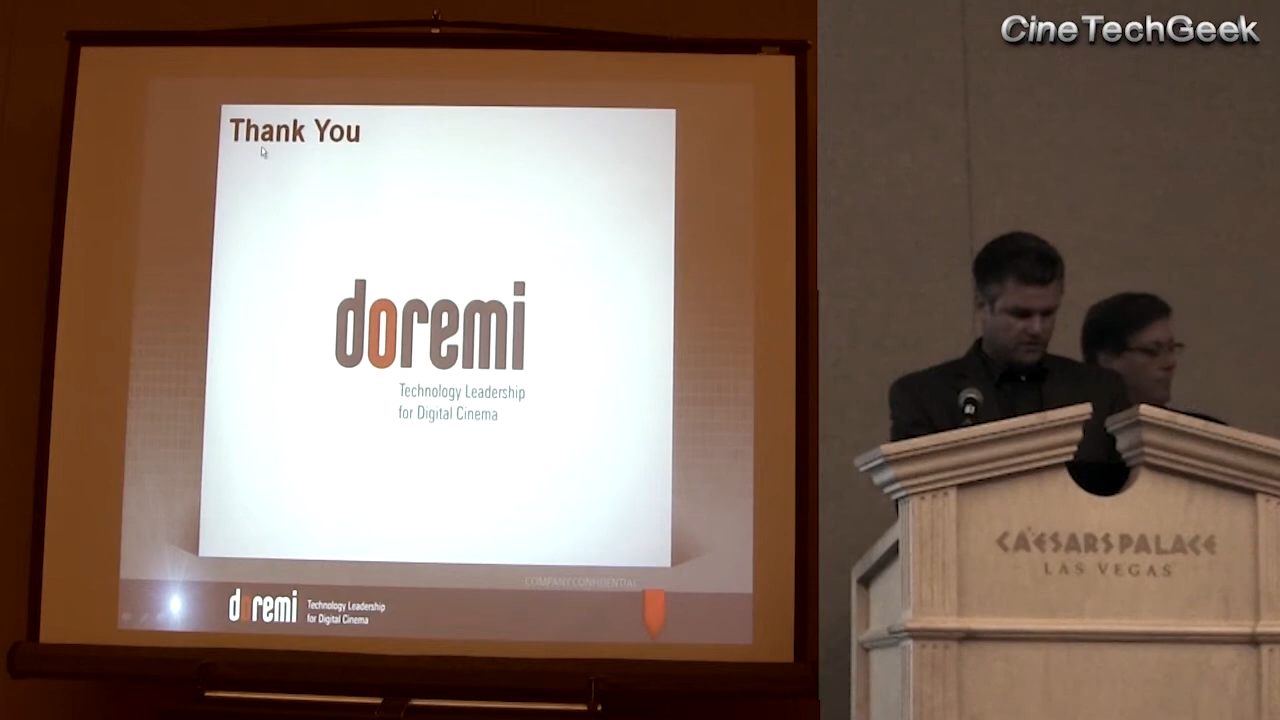 CineTechGeek
Thank You
doremi
Technology Leadership
for Digital Cinema
COMPANY CONFIDENTIAL
doremi
Technology Leadership
for Digital Cinema
CAESARS PALACE
LAS VEGAS